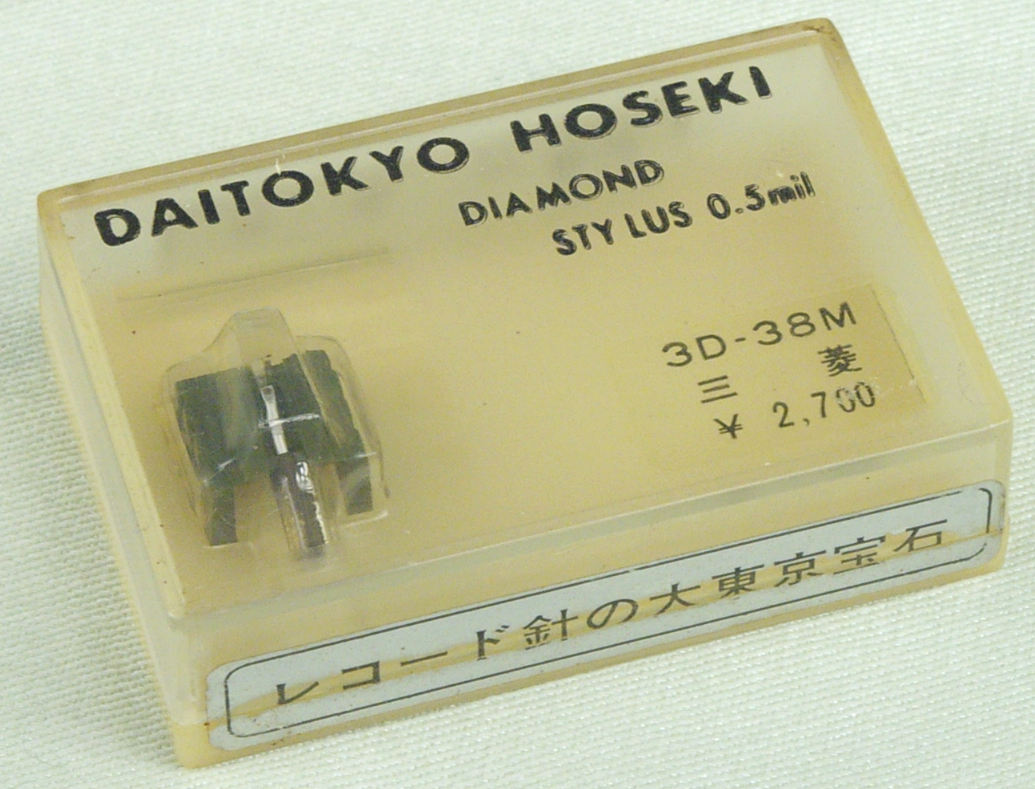 DAITOKYO HOSEKI
DIAMOND
STYLUS 0.5mil
3D-38M
三 菱
¥ 2,700
レコード針の大東京宝石